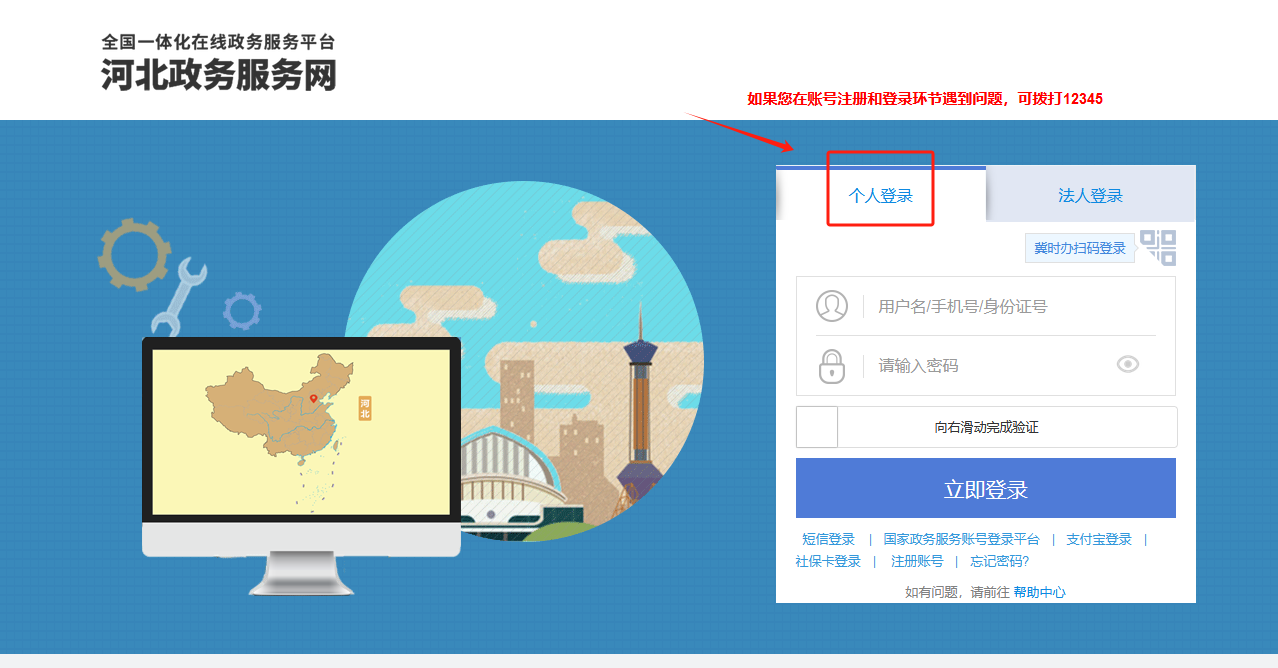 全国一体化在线政务服务平台
河北政务服务网
如果您在账号注册和登录环节遇到问题，可拨打12345
个人登录
法人登录
冀时办扫码登录
用户名/手机号/身份证号
请输入密码
向右滑动完成验证
立即登录
短信登录 | 国家政务服务账号登录平台 | 支付宝登录 |
社保卡登录 | 注册账号 | 忘记密码?
如有问题，请前往 帮助中心
河
北